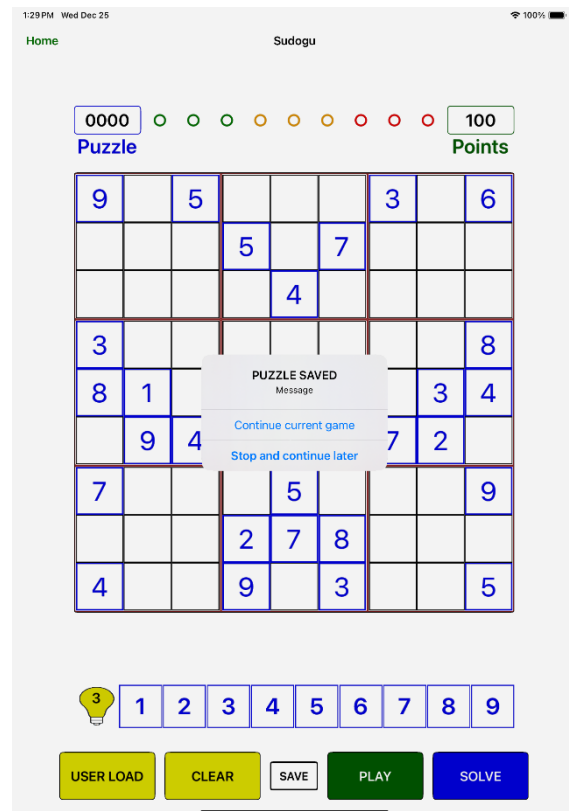 1:29 PM Wed Dec 25 100%
Home Sudogu
0000 100
Puzzle Points
9 5 3 6
5 7
4
3 8
PUZZLE SAVED
Message
8 1 3 4
Continue current game
9 4 7 2
Stop and continue later
7 5 9
2 7 8
4 9 3 5
3 1 2 3 4 5 6 7 8 9
USER LOAD CLEAR SAVE PLAY SOLVE